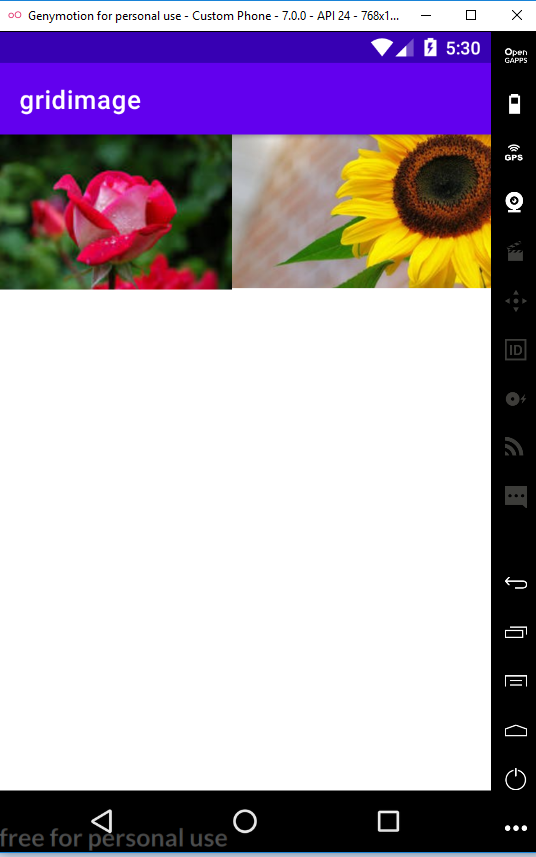 Genymotion for personal use - Custom Phone - 7.0.0 - API 24 - 768x1...
5:30
Open
GAPPS
gridimage
GPS
ID
free for personal use